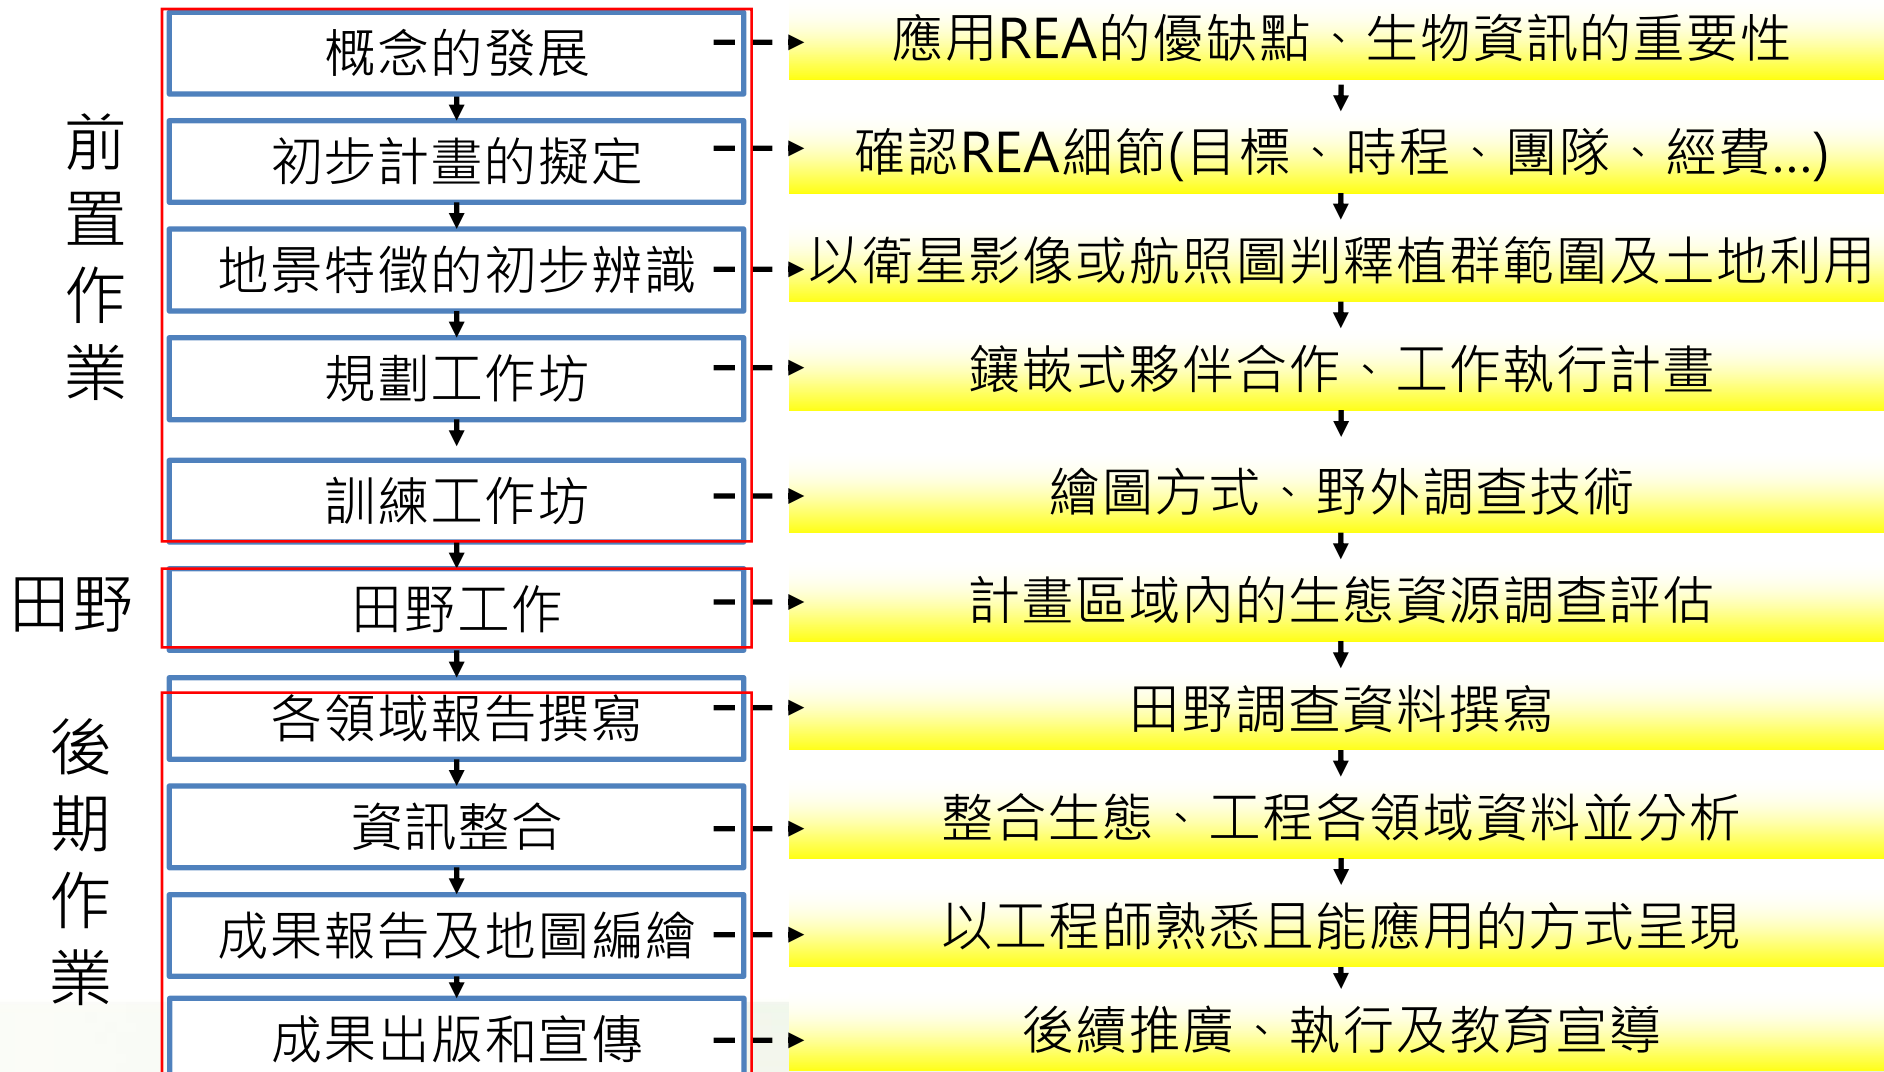 前置作業
概念的發展
應用REA的優缺點、生物資訊的重要性
初步計畫的擬定
確認REA細節(目標、時程、團隊、經費...)
地景特徵的初步辨識
以衛星影像或航照圖判釋植群範圍及土地利用
規劃工作坊
鑲嵌式夥伴合作、工作執行計畫
訓練工作坊
繪圖方式、野外調查技術
田野
田野工作
計畫區域內的生態資源調查評估
後期作業
各領域報告撰寫
田野調查資料撰寫
資訊整合
整合生態、工程各領域資料並分析
成果報告及地圖編繪
以工程師熟悉且能應用的方式呈現
成果出版和宣傳
後續推廣、執行及教育宣導